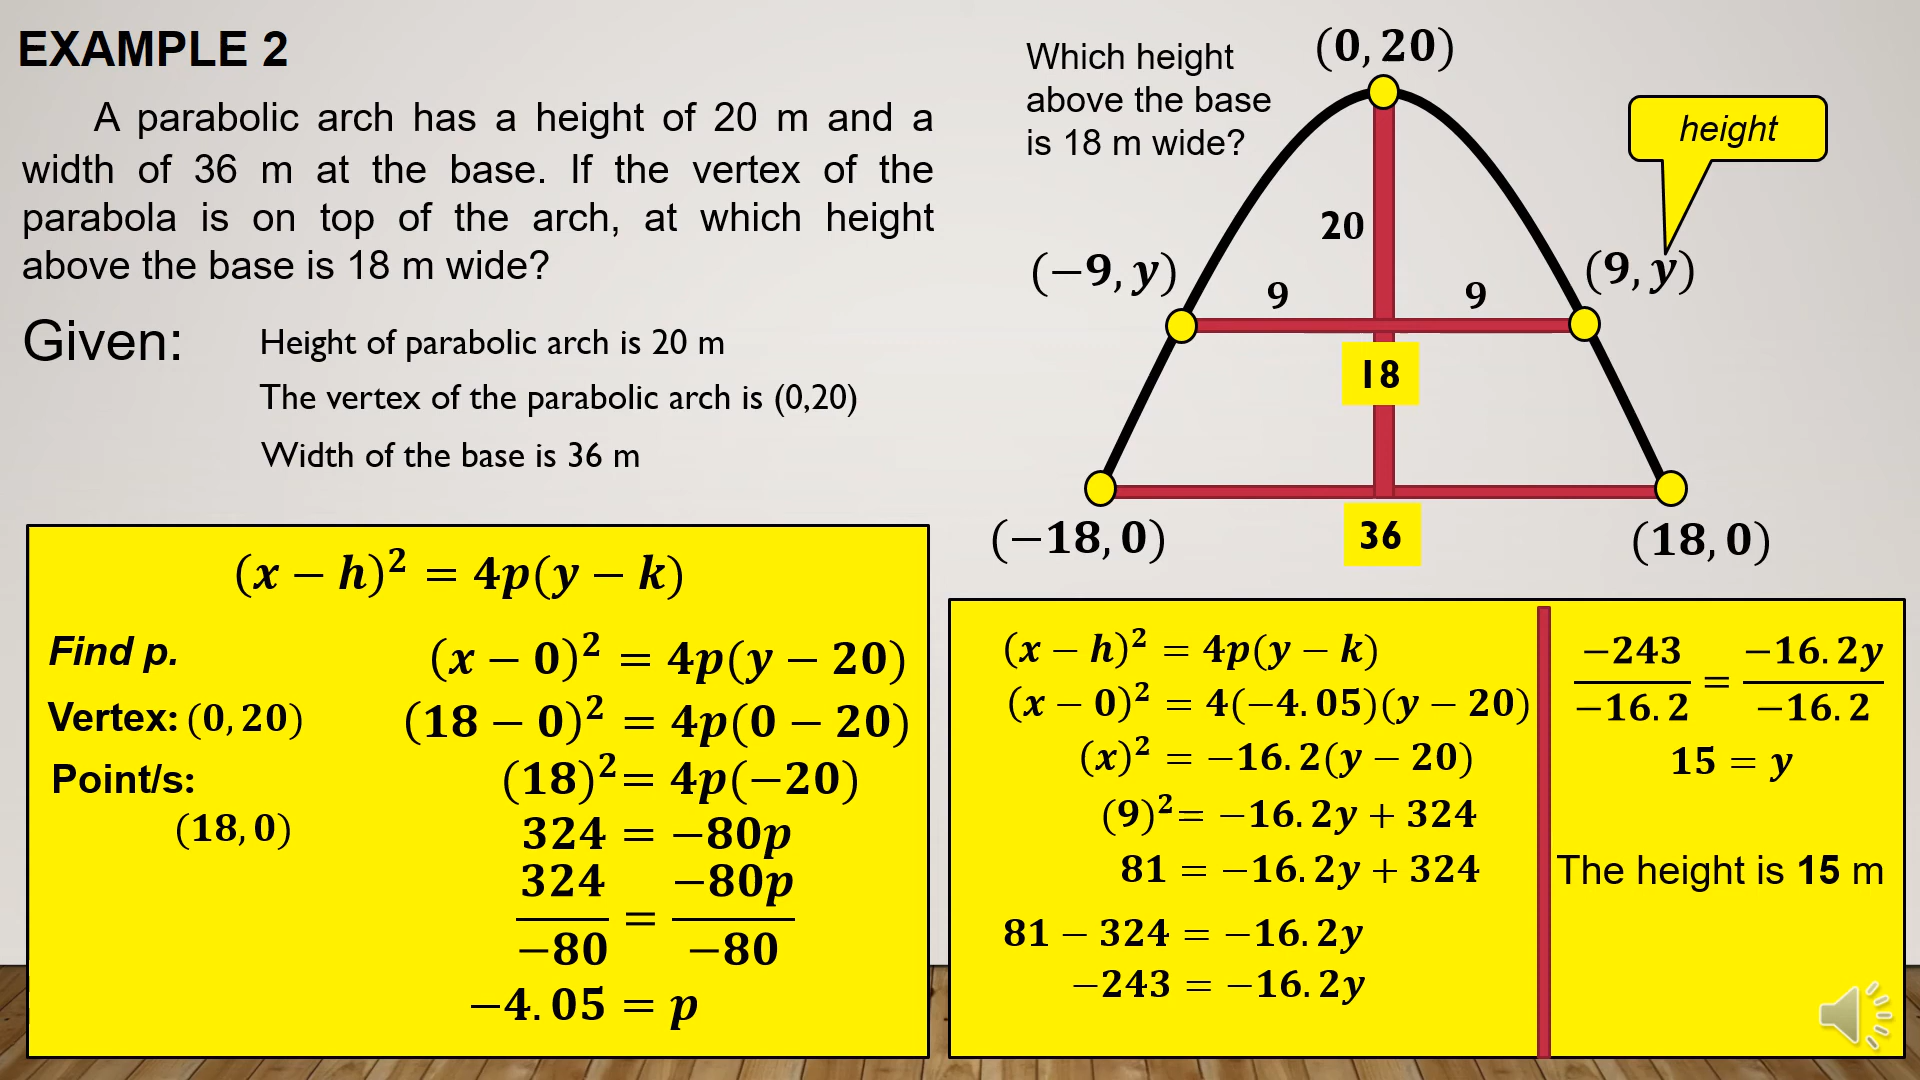 EXAMPLE 2
A parabolic arch has a height of 20 m and a
width of 36 m at the base. If the vertex of the
parabola is on top of the arch, at which height
above the base is 18 m wide?
Given:
Height of parabolic arch is 20 m
The vertex of the parabolic arch is (0,20)
Width of the base is 36 m
Which height
above the base
is 18 m wide?
(0, 20)
height
20
(−9, y)
(9, y)
9
9
18
(−18, 0)
36
(18, 0)
(x − h)² = 4p(y − k)
Find p.
(x − 0)² = 4p(y − 20)
Vertex: (0, 20)
(18 − 0)² = 4p(0 − 20)
Point/s:
(18)² = 4p(−20)
(18, 0)
324 = −80p
324/−80 = −80p/−80
−4.05 = p
(x − h)² = 4p(y − k)
(x − 0)² = 4(−4.05)(y − 20)
(x)² = −16.2(y − 20)
(9)² = −16.2y + 324
81 = −16.2y + 324
81 − 324 = −16.2y
−243 = −16.2y
−243/−16.2 = −16.2y/−16.2
15 = y
The height is 15 m